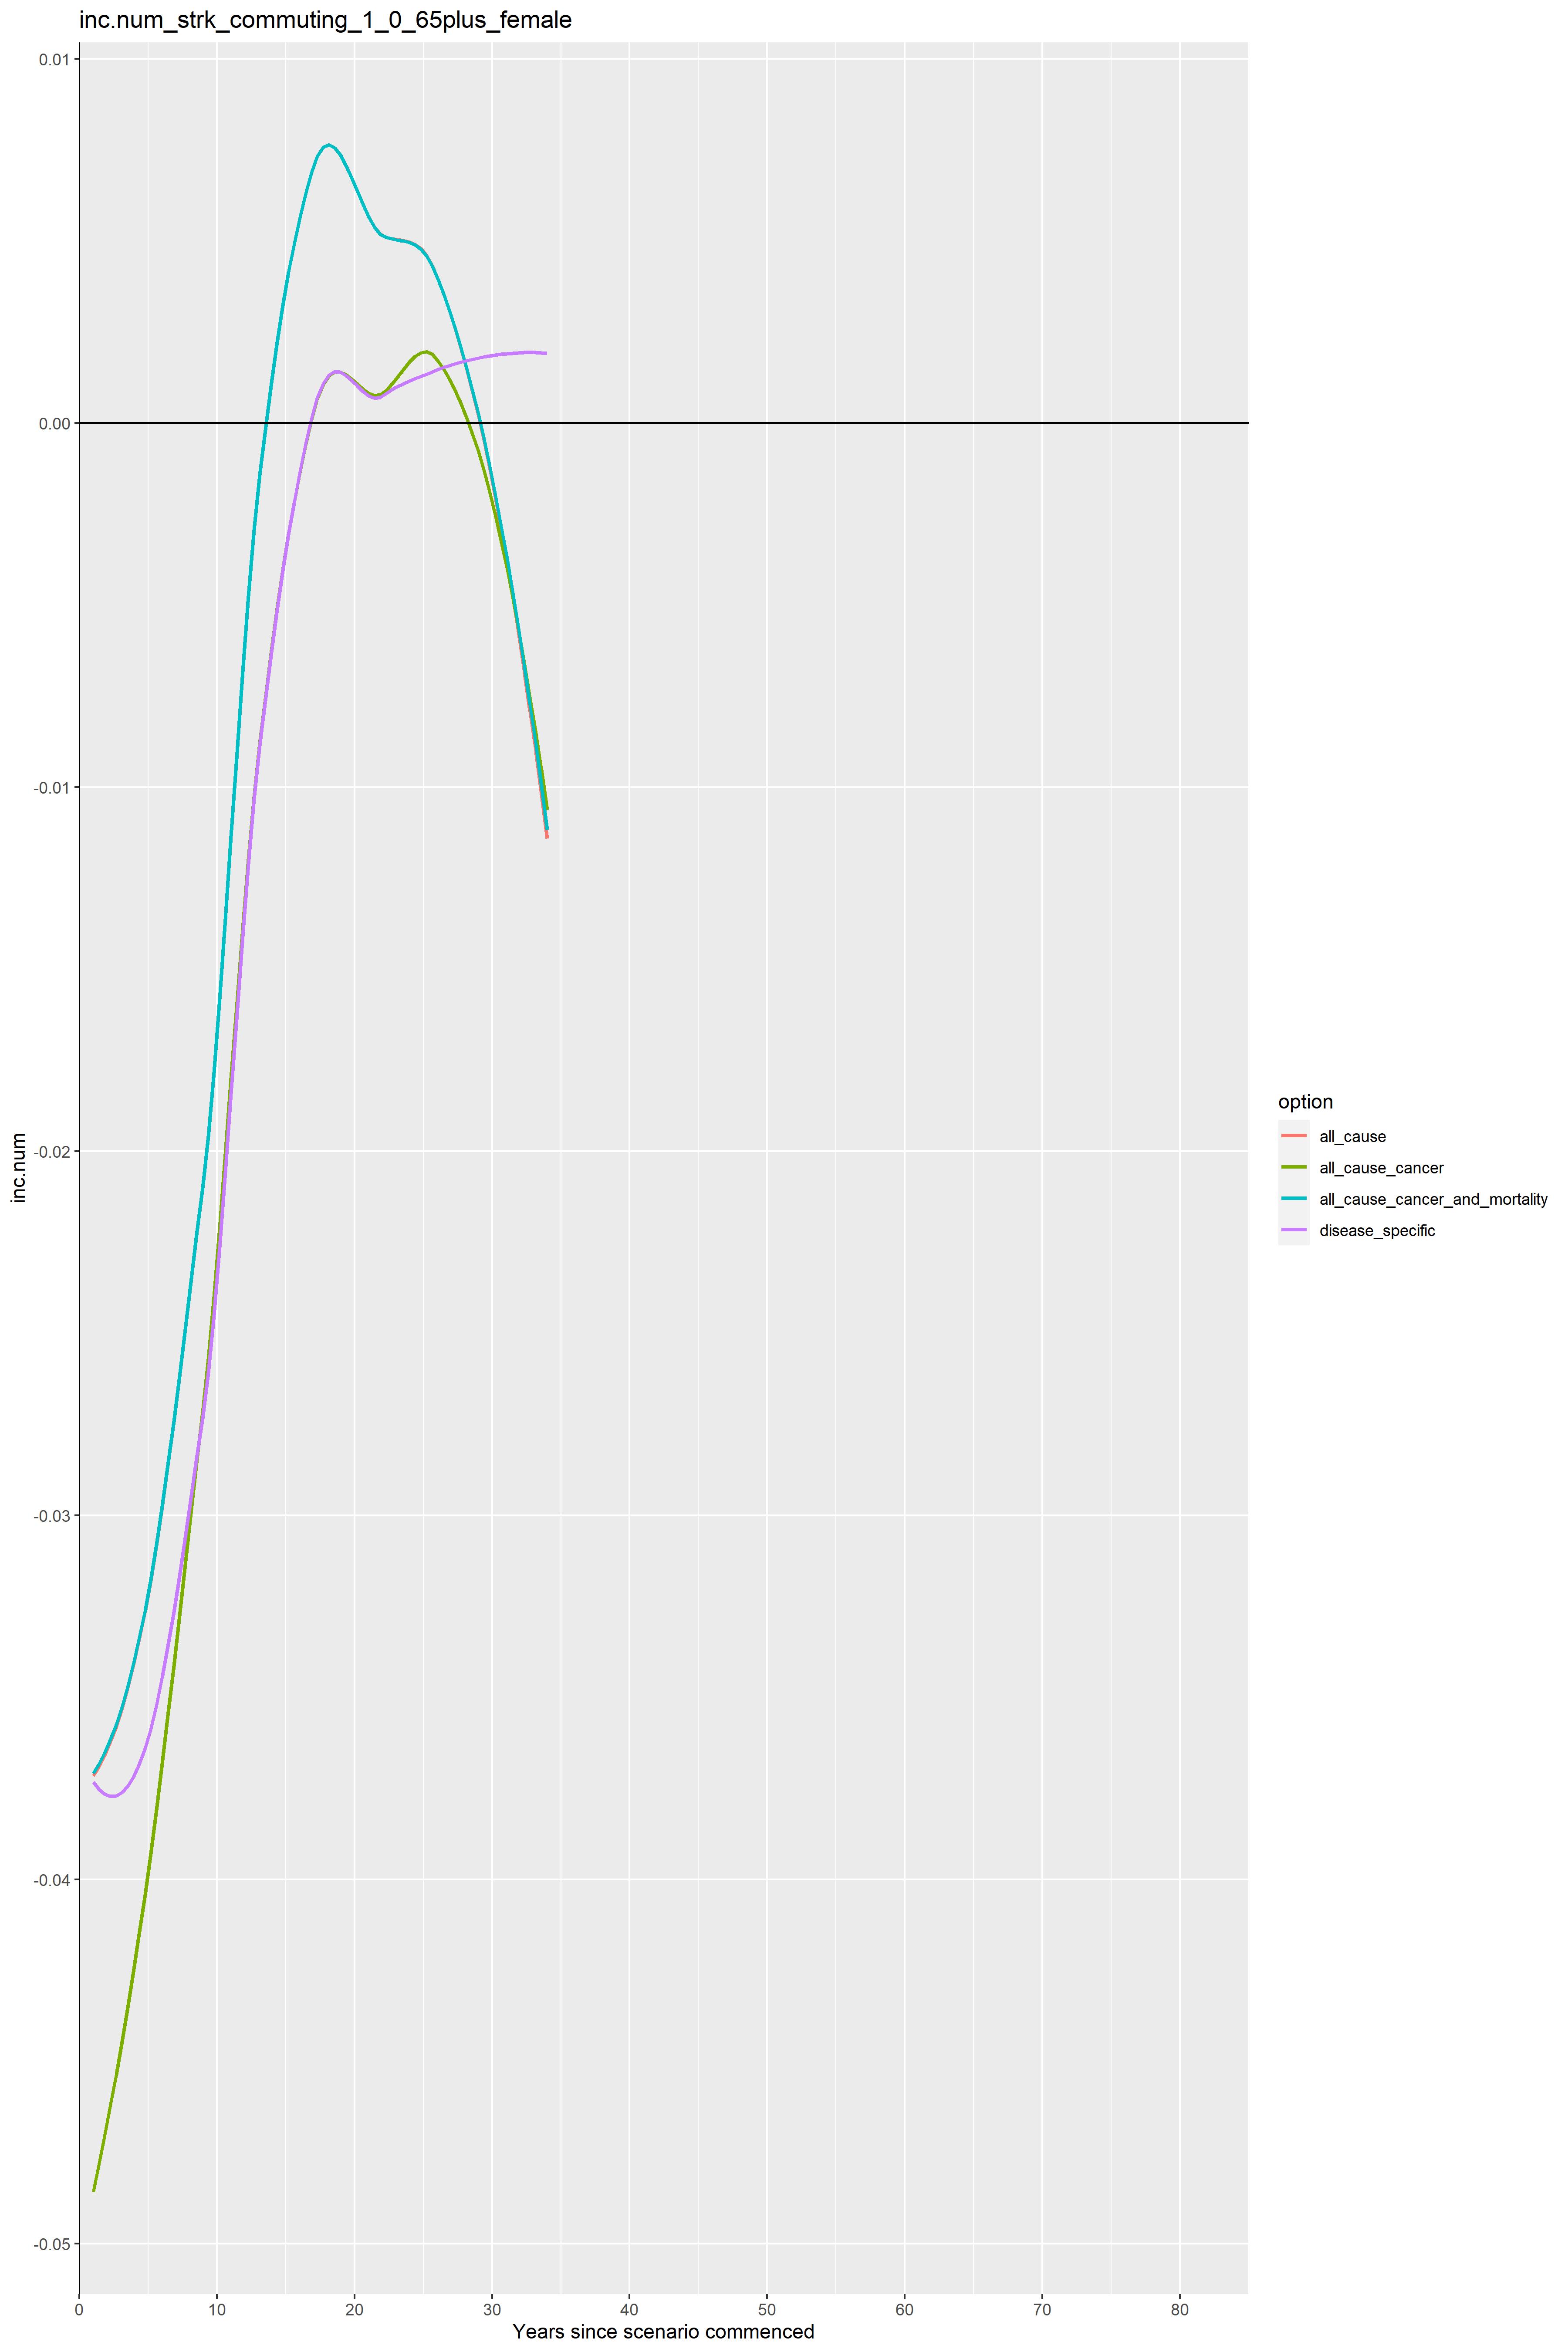 inc.num_strk_commuting_1_0_65plus_female
0.01
0.00
-0.01
-0.02
-0.03
-0.04
-0.05
inc.num
0 10 20 30 40 50 60 70 80
Years since scenario commenced
option
all_cause
all_cause_cancer
all_cause_cancer_and_mortality
disease_specific